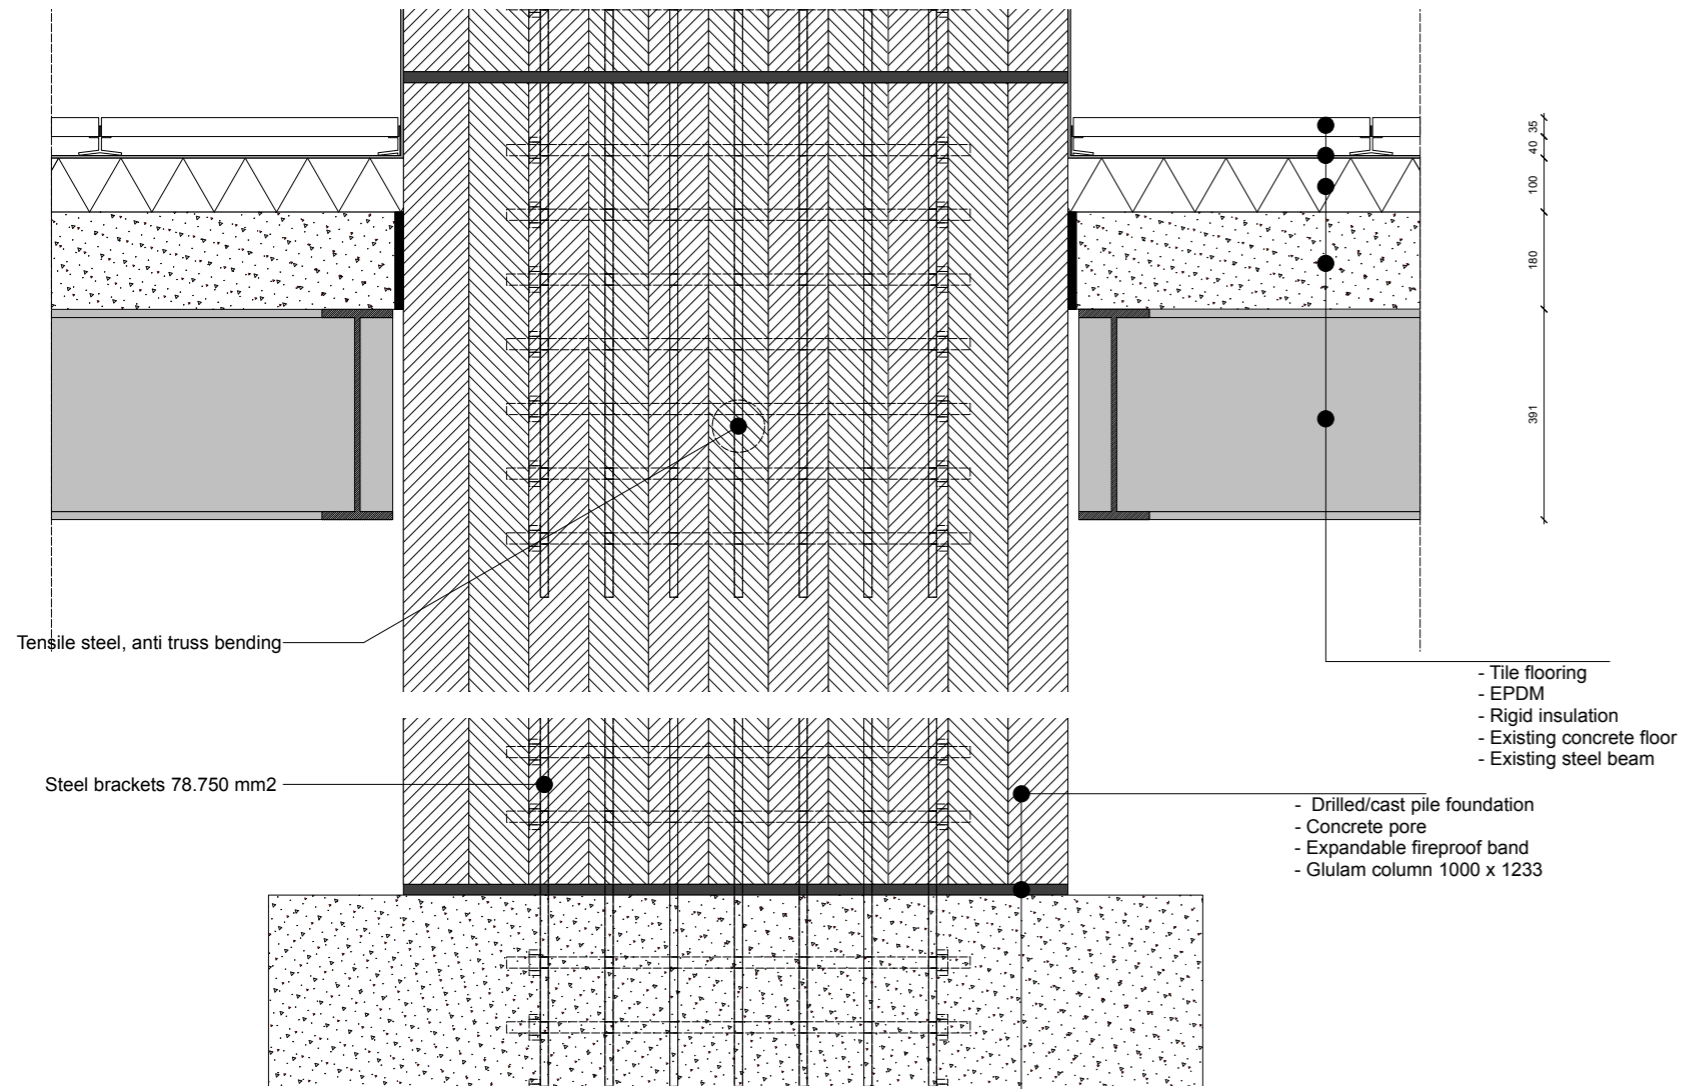 35
40
100
180
391
Tensile steel, anti truss bending
- Tile flooring
- EPDM
- Rigid insulation
- Existing concrete floor
- Existing steel beam
Steel brackets 78.750 mm2
- Drilled/cast pile foundation
- Concrete pore
- Expandable fireproof band
- Glulam column 1000 x 1233